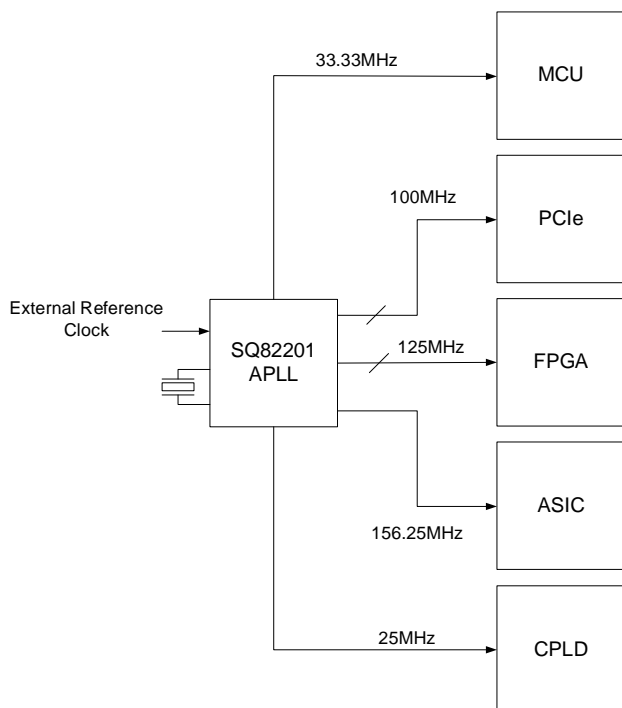 33.33MHz
MCU
100MHz
PCIe
External Reference
Clock
SQ82201
APLL
125MHz
FPGA
156.25MHz
ASIC
25MHz
CPLD